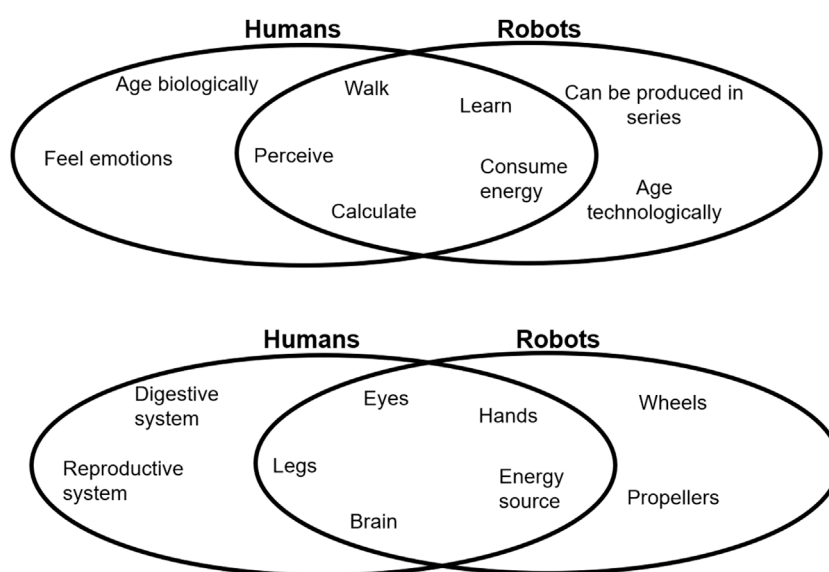 Humans
Robots
Age biologically
Walk
Learn
Can be produced in
series
Feel emotions
Perceive
Consume
energy
Age
technologically
Calculate
Humans
Robots
Digestive
system
Eyes
Hands
Wheels
Reproductive
system
Legs
Energy
source
Propellers
Brain